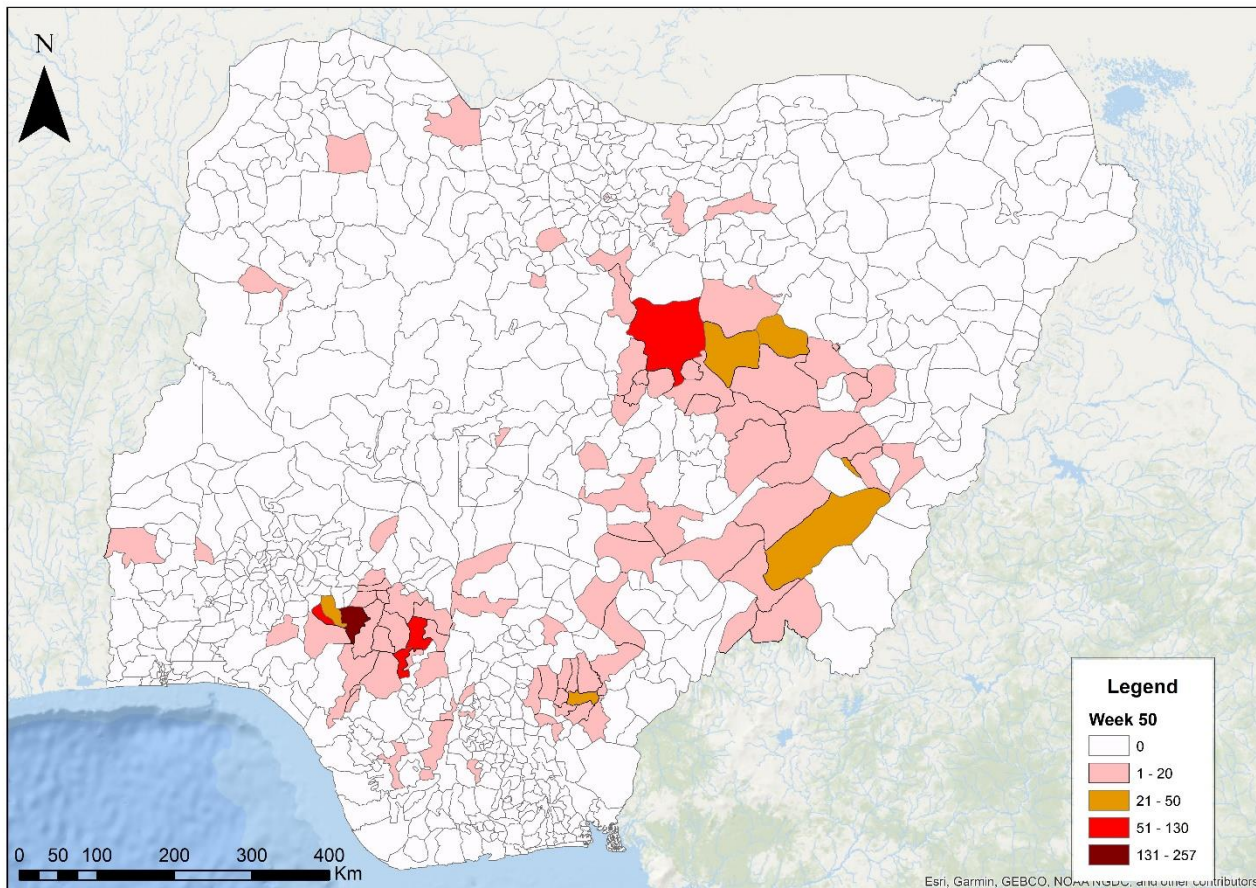 N
Legend
Week 50
0
1 - 20
21 - 50
51 - 130
131 - 257
0 50 100 200 300 400
Km
Esri, Garmin, GEBCO, NOAA NGDC, and other contributors